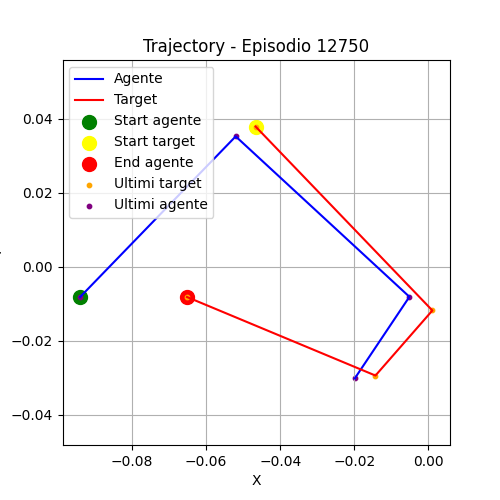 Trajectory - Episodio 12750
Agente
Target
Start agente
Start target
End agente
Ultimi target
Ultimi agente
0.04
0.02
0.00
−0.02
−0.04
−0.08
−0.06
−0.04
−0.02
0.00
X